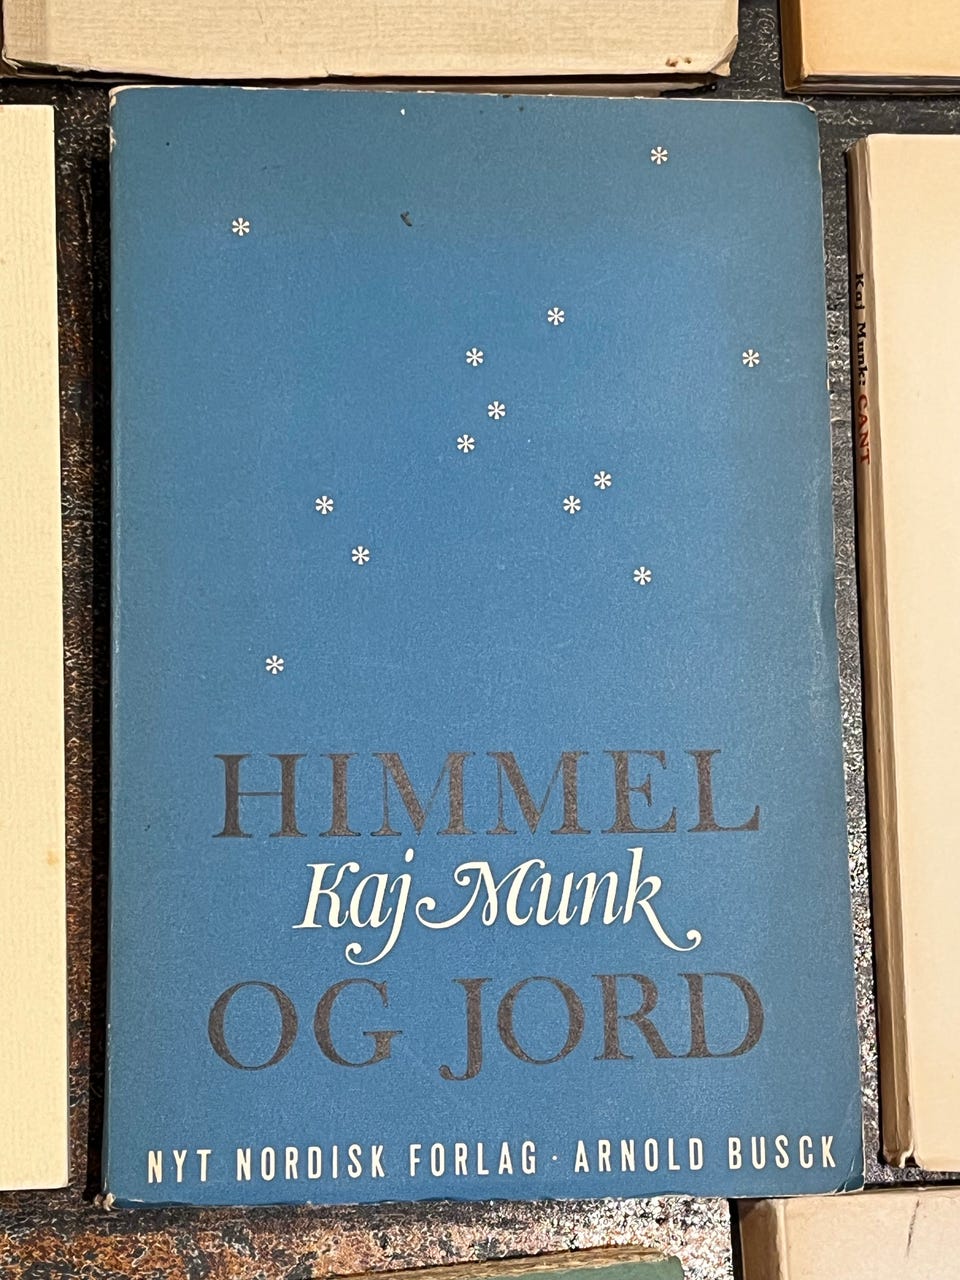 HIMMEL
Kaj Munk
OG JORD
NYT NORDISK FORLAG · ARNOLD BUSCK
Kaj Munk: CANT